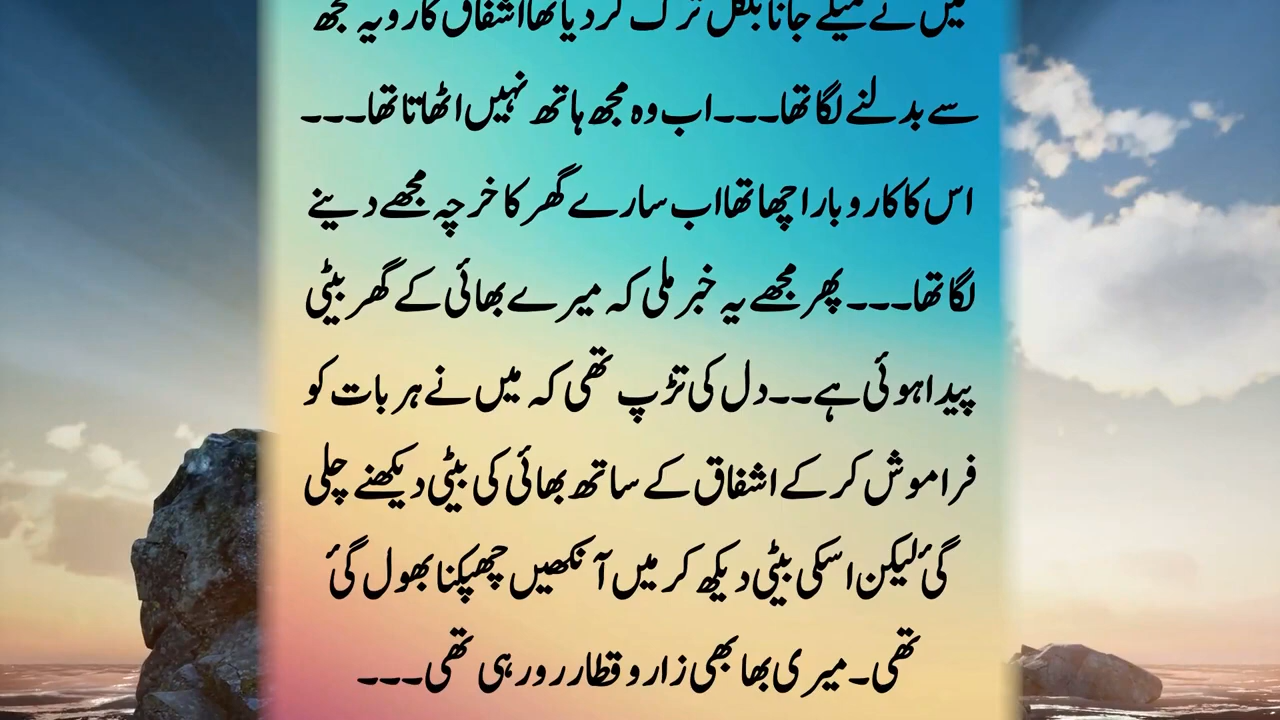 میں نے میکے جانا بلکل ترک کر دیا تھا اشفاق کا رویہ مجھ
سے بدلنے لگا تھا۔۔۔اب وہ مجھ ہاتھ نہیں اٹھاتا تھا۔۔۔
اس کا کاروبار اچھا تھا اب سارے گھر کا خرچہ مجھے دینے
لگا تھا۔۔۔ پھر مجھے یہ خبر ملی کہ میرے بھائی کے گھر بیٹی
پیدا ہوئی ہے۔۔دل کی تڑپ تھی کہ میں نے ہر بات کو
فراموش کر کے اشفاق کے ساتھ بھائی کی بیٹی دیکھنے چلی
گئ لیکن اسکی بیٹی دیکھ کر میں آنکھیں چھپکنا بھول گئ
تھی۔ میری بھابھی زار و قطار رو رہی تھی۔۔۔